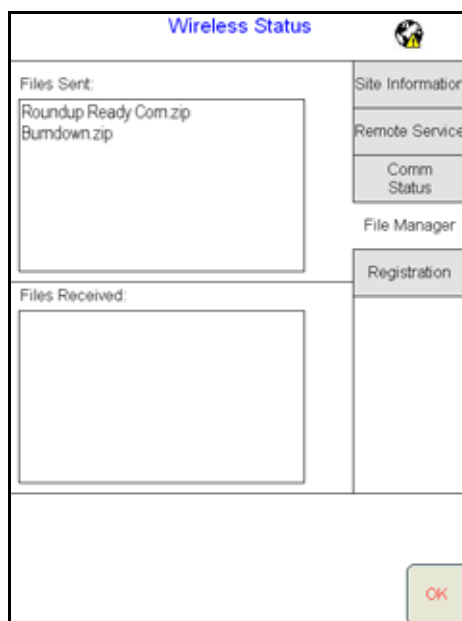 Wireless Status
Files Sent:
Roundup Ready Corn.zip
Burndown.zip
Files Received:
Site Information
Remote Service
Comm
Status
File Manager
Registration
OK